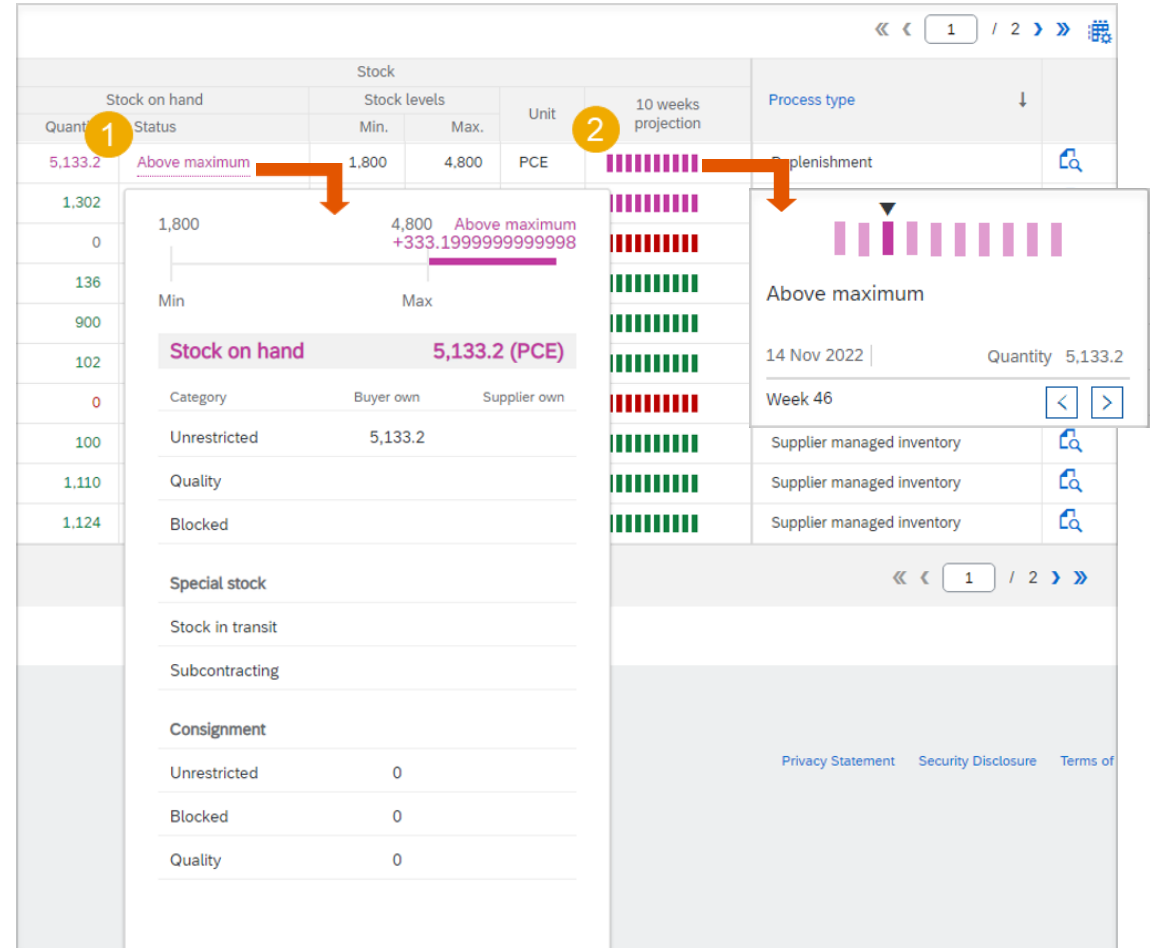 « ‹ 1 / 2 › »
Stock
Stock on hand Stock levels Unit 10 weeks Process type ↓
projection
Status Min. Max.
1 2
5,133.2 Above maximum 1,800 4,800 PCE Replenishment
1,302
0
136
900
102
0
100 Supplier managed inventory
1,110 Supplier managed inventory
1,124 Supplier managed inventory
1,800 4,800 Above maximum
+333.1999999999998
Min Max
Stock on hand 5,133.2 (PCE)
Category Buyer own Supplier own
Unrestricted 5,133.2
Quality
Blocked
Special stock
Stock in transit
Subcontracting
Consignment
Unrestricted 0
Blocked 0
Quality 0
Above maximum
14 Nov 2022 Quantity 5,133.2
Week 46 < >
« ‹ 1 / 2 › »
Privacy Statement Security Disclosure Terms of